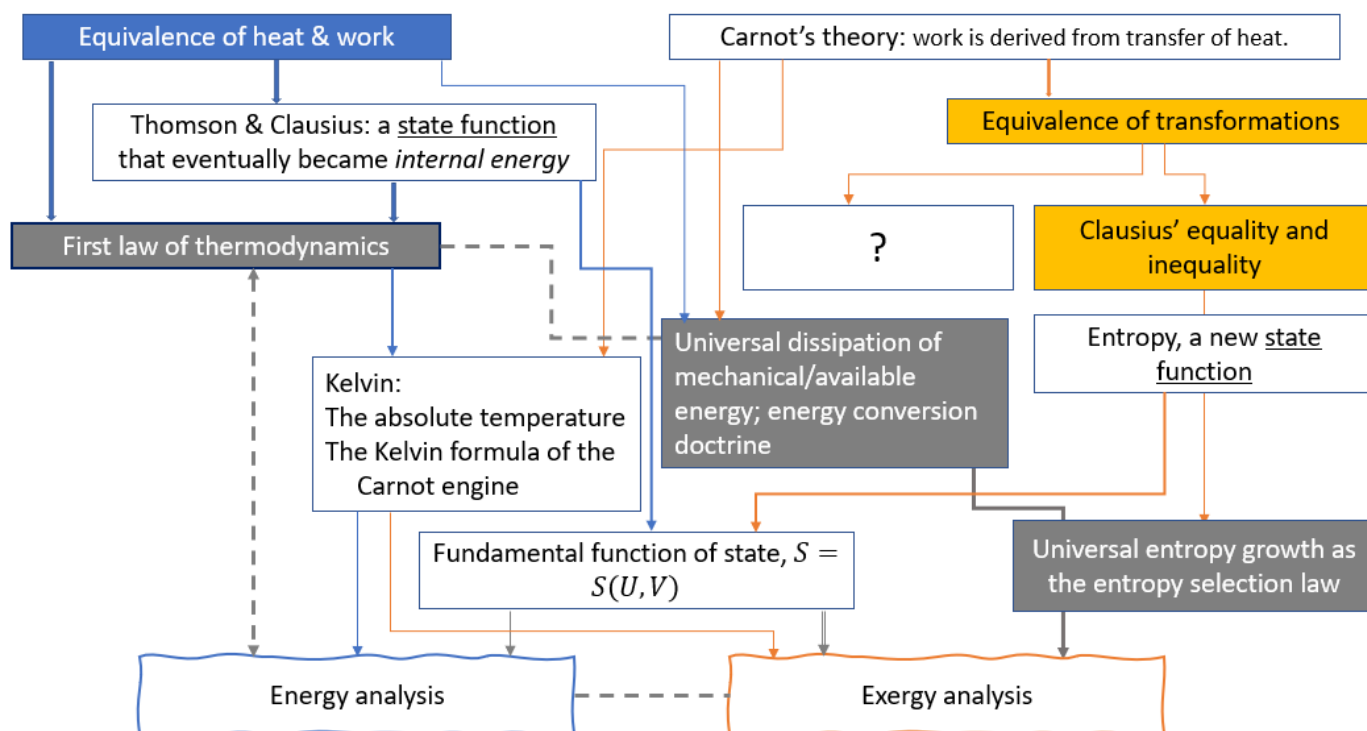 Equivalence of heat & work
Carnot's theory: work is derived from transfer of heat.
Thomson & Clausius: a state function
that eventually became internal energy
Equivalence of transformations
First law of thermodynamics
?
Clausius' equality and
inequality
Universal dissipation of
mechanical/available
energy; energy conversion
doctrine
Entropy, a new state
function
Kelvin:
The absolute temperature
The Kelvin formula of the
Carnot engine
Fundamental function of state, S =
S(U,V)
Universal entropy growth as
the entropy selection law
Energy analysis
Exergy analysis